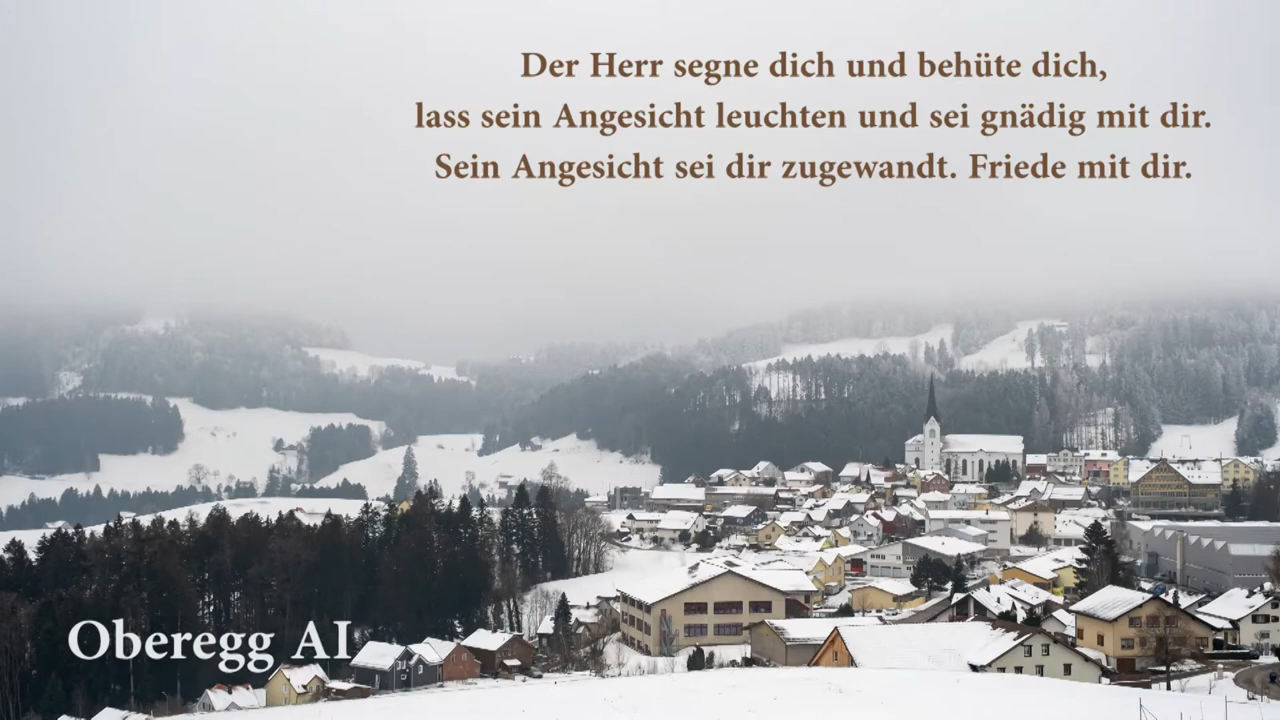 Der Herr segne dich und behüte dich,
lass sein Angesicht leuchten und sei gnädig mit dir.
Sein Angesicht sei dir zugewandt. Friede mit dir.
Oberegg AI